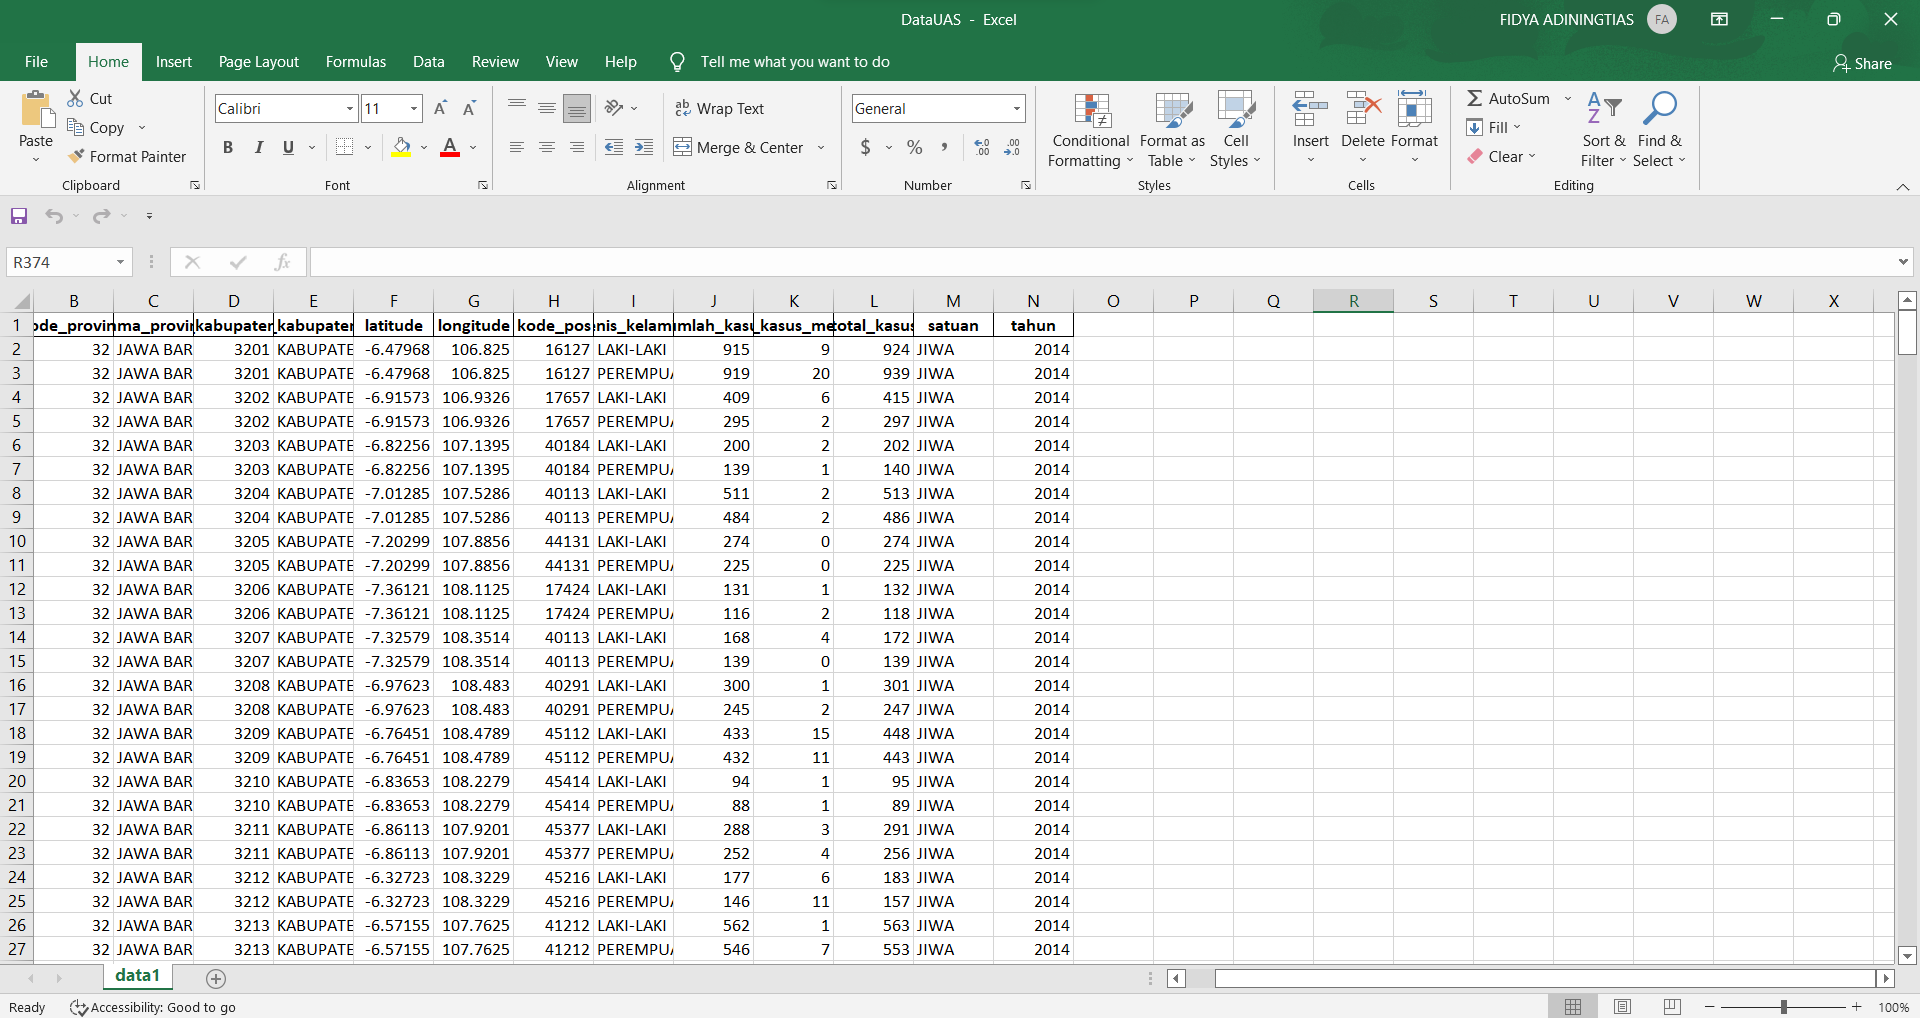 DataUAS - Excel
FIDYA ADININGTIAS FA
File Home Insert Page Layout Formulas Data Review View Help Tell me what you want to do Share
Paste Cut Copy Format Painter
Clipboard
Calibri 11 A A
B I U A
Font
ab Wrap Text
Merge & Center
Alignment
General
$ % ,
Number
Conditional Formatting Format as Table Cell Styles
Styles
Insert Delete Format
Cells
AutoSum Fill Clear Sort & Filter Find & Select
Editing
R374 fx
B C D E F G H I J K L M N O P Q R S T U V W X
1 ode_provin ma_provin kabupaten _kabupaten latitude longitude kode_pos enis_kelami mlah_kasu _kasus_me total_kasus satuan tahun
2 32 JAWA BAR 3201 KABUPATE -6.47968 106.825 16127 LAKI-LAKI 915 9 924 JIWA 2014
3 32 JAWA BAR 3201 KABUPATE -6.47968 106.825 16127 PEREMPUA 919 20 939 JIWA 2014
4 32 JAWA BAR 3202 KABUPATE -6.91573 106.9326 17657 LAKI-LAKI 409 6 415 JIWA 2014
5 32 JAWA BAR 3202 KABUPATE -6.91573 106.9326 17657 PEREMPUA 295 2 297 JIWA 2014
6 32 JAWA BAR 3203 KABUPATE -6.82256 107.1395 40184 LAKI-LAKI 200 2 202 JIWA 2014
7 32 JAWA BAR 3203 KABUPATE -6.82256 107.1395 40184 PEREMPUA 139 1 140 JIWA 2014
8 32 JAWA BAR 3204 KABUPATE -7.01285 107.5286 40113 LAKI-LAKI 511 2 513 JIWA 2014
9 32 JAWA BAR 3204 KABUPATE -7.01285 107.5286 40113 PEREMPUA 484 2 486 JIWA 2014
10 32 JAWA BAR 3205 KABUPATE -7.20299 107.8856 44131 LAKI-LAKI 274 0 274 JIWA 2014
11 32 JAWA BAR 3205 KABUPATE -7.20299 107.8856 44131 PEREMPUA 225 0 225 JIWA 2014
12 32 JAWA BAR 3206 KABUPATE -7.36121 108.1125 17424 LAKI-LAKI 131 1 132 JIWA 2014
13 32 JAWA BAR 3206 KABUPATE -7.36121 108.1125 17424 PEREMPUA 116 2 118 JIWA 2014
14 32 JAWA BAR 3207 KABUPATE -7.32579 108.3514 40113 LAKI-LAKI 168 4 172 JIWA 2014
15 32 JAWA BAR 3207 KABUPATE -7.32579 108.3514 40113 PEREMPUA 139 0 139 JIWA 2014
16 32 JAWA BAR 3208 KABUPATE -6.97623 108.483 40291 LAKI-LAKI 300 1 301 JIWA 2014
17 32 JAWA BAR 3208 KABUPATE -6.97623 108.483 40291 PEREMPUA 245 2 247 JIWA 2014
18 32 JAWA BAR 3209 KABUPATE -6.76451 108.4789 45112 LAKI-LAKI 433 15 448 JIWA 2014
19 32 JAWA BAR 3209 KABUPATE -6.76451 108.4789 45112 PEREMPUA 432 11 443 JIWA 2014
20 32 JAWA BAR 3210 KABUPATE -6.83653 108.2279 45414 LAKI-LAKI 94 1 95 JIWA 2014
21 32 JAWA BAR 3210 KABUPATE -6.83653 108.2279 45414 PEREMPUA 88 1 89 JIWA 2014
22 32 JAWA BAR 3211 KABUPATE -6.86113 107.9201 45377 LAKI-LAKI 288 3 291 JIWA 2014
23 32 JAWA BAR 3211 KABUPATE -6.86113 107.9201 45377 PEREMPUA 252 4 256 JIWA 2014
24 32 JAWA BAR 3212 KABUPATE -6.32723 108.3229 45216 LAKI-LAKI 177 6 183 JIWA 2014
25 32 JAWA BAR 3212 KABUPATE -6.32723 108.3229 45216 PEREMPUA 146 11 157 JIWA 2014
26 32 JAWA BAR 3213 KABUPATE -6.57155 107.7625 41212 LAKI-LAKI 562 1 563 JIWA 2014
27 32 JAWA BAR 3213 KABUPATE -6.57155 107.7625 41212 PEREMPUA 546 7 553 JIWA 2014
data1
Ready Accessibility: Good to go 100%